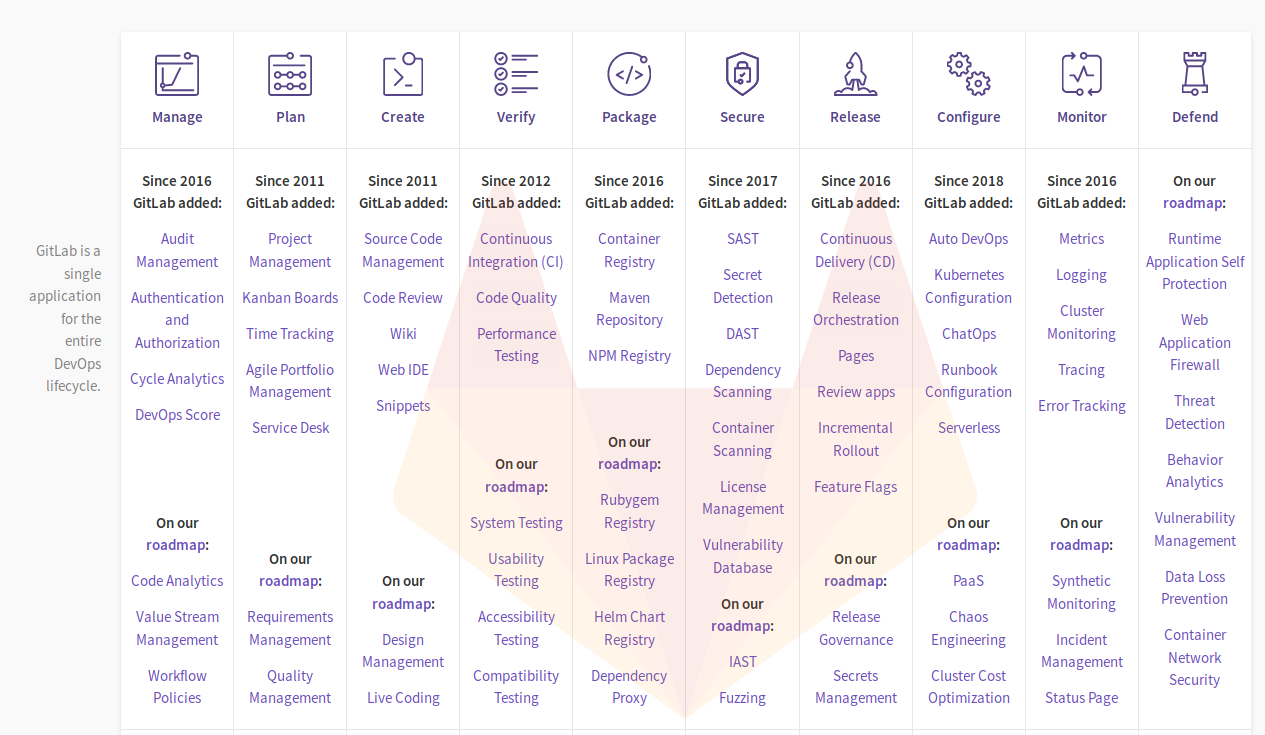 GitLab is a
single
application
for the
entire
DevOps
lifecycle.
Manage
Since 2016
GitLab added:
Audit
Management
Authentication
and
Authorization
Cycle Analytics
DevOps Score
On our
roadmap:
Code Analytics
Value Stream
Management
Workflow
Policies
Plan
Since 2011
GitLab added:
Project
Management
Kanban Boards
Time Tracking
Agile Portfolio
Management
Service Desk
On our
roadmap:
Requirements
Management
Quality
Management
Create
Since 2011
GitLab added:
Source Code
Management
Code Review
Wiki
Web IDE
Snippets
On our
roadmap:
Design
Management
Live Coding
Verify
Since 2012
GitLab added:
Continuous
Integration (CI)
Code Quality
Performance
Testing
On our
roadmap:
System Testing
Usability
Testing
Accessibility
Testing
Compatibility
Testing
Package
Since 2016
GitLab added:
Container
Registry
Maven
Repository
NPM Registry
On our
roadmap:
Rubygem
Registry
Linux Package
Registry
Helm Chart
Registry
Dependency
Proxy
Secure
Since 2017
GitLab added:
SAST
Secret
Detection
DAST
Dependency
Scanning
Container
Scanning
License
Management
Vulnerability
Database
On our
roadmap:
IAST
Fuzzing
Release
Since 2016
GitLab added:
Continuous
Delivery (CD)
Release
Orchestration
Pages
Review apps
Incremental
Rollout
Feature Flags
On our
roadmap:
Release
Governance
Secrets
Management
Configure
Since 2018
GitLab added:
Auto DevOps
Kubernetes
Configuration
ChatOps
Runbook
Configuration
Serverless
On our
roadmap:
PaaS
Chaos
Engineering
Cluster Cost
Optimization
Monitor
Since 2016
GitLab added:
Metrics
Logging
Cluster
Monitoring
Tracing
Error Tracking
On our
roadmap:
Synthetic
Monitoring
Incident
Management
Status Page
Defend
On our
roadmap:
Runtime
Application Self
Protection
Web
Application
Firewall
Threat
Detection
Behavior
Analytics
Vulnerability
Management
Data Loss
Prevention
Container
Network
Security